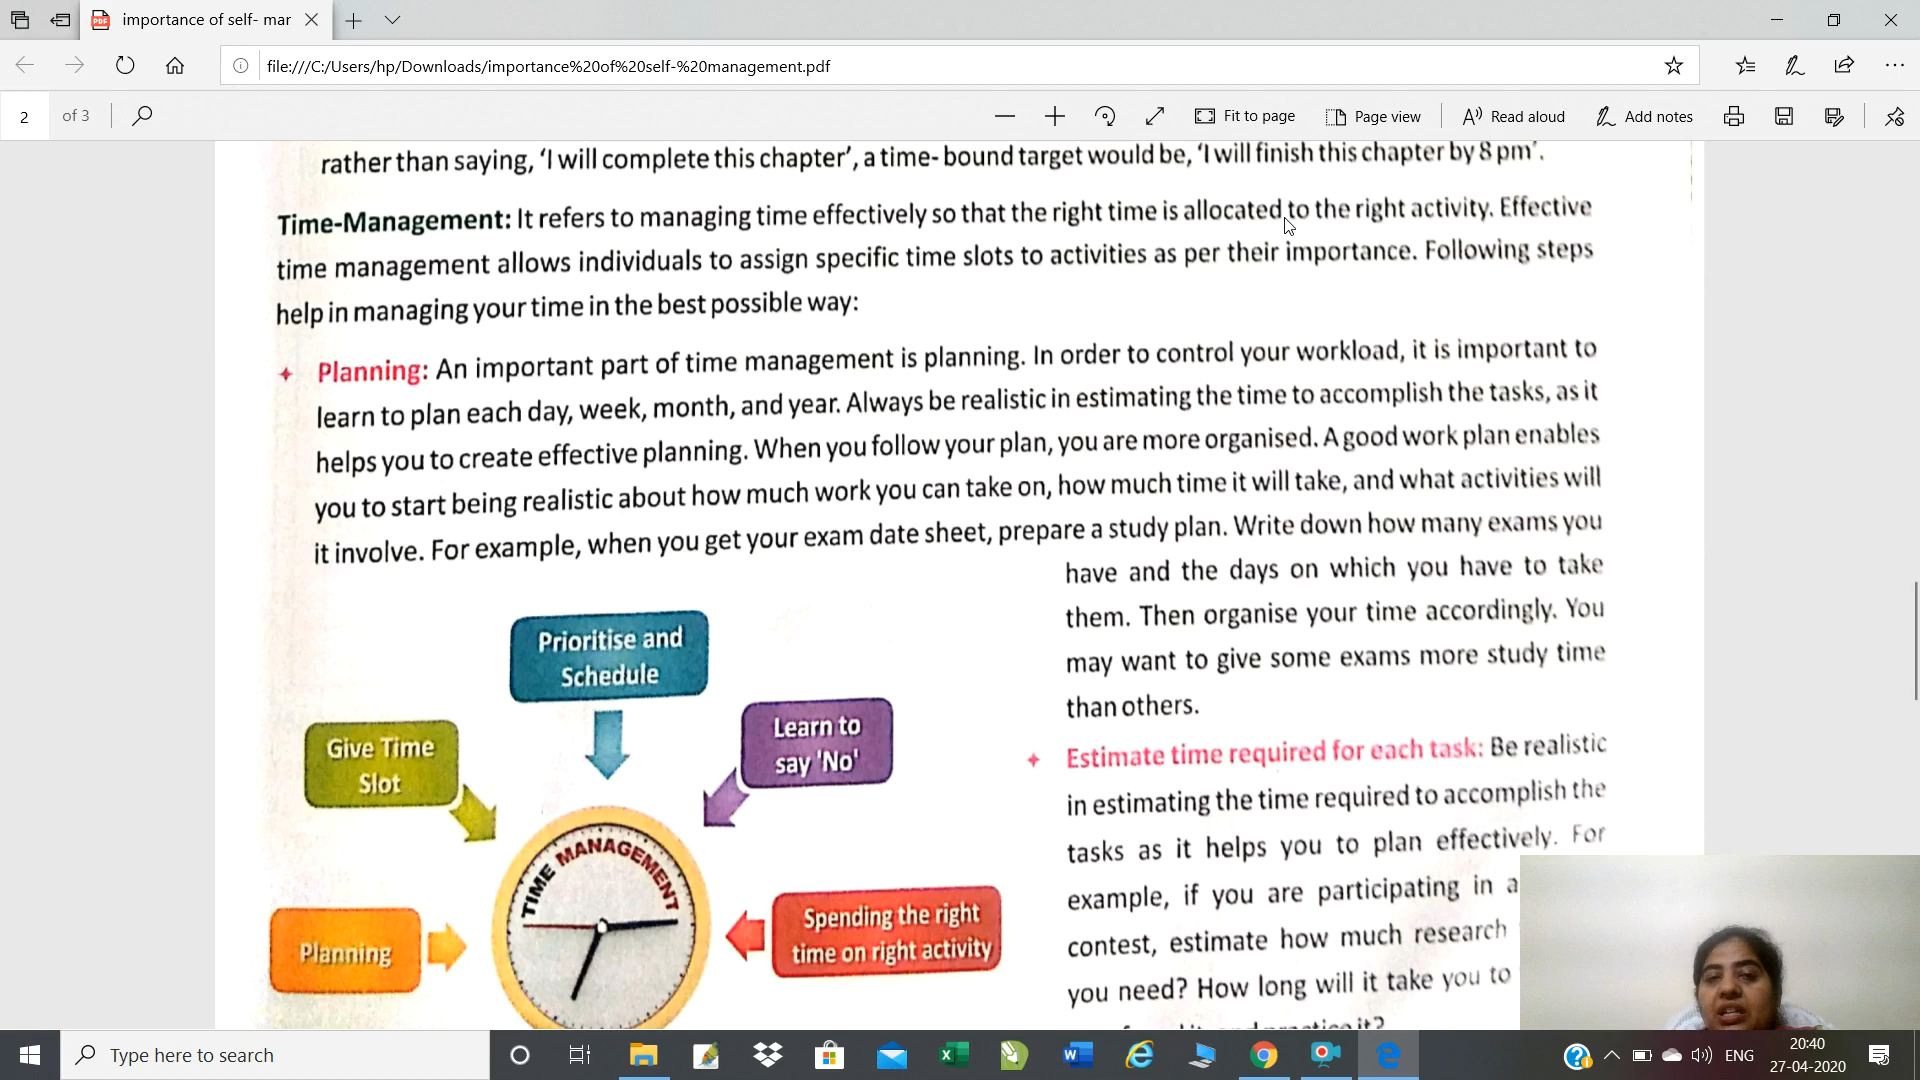 importance of self- mar
file:///C:/Users/hp/Downloads/importance%20of%20self-%20management.pdf
2 of 3
Fit to page
Page view
Read aloud
Add notes
rather than saying, ‘I will complete this chapter’, a time- bound target would be, ‘I will finish this chapter by 8 pm’.
Time-Management: It refers to managing time effectively so that the right time is allocated to the right activity. Effective
time management allows individuals to assign specific time slots to activities as per their importance. Following steps
help in managing your time in the best possible way:
Planning: An important part of time management is planning. In order to control your workload, it is important to
learn to plan each day, week, month, and year. Always be realistic in estimating the time to accomplish the tasks, as it
helps you to create effective planning. When you follow your plan, you are more organised. A good work plan enables
you to start being realistic about how much work you can take on, how much time it will take, and what activities will
it involve. For example, when you get your exam date sheet, prepare a study plan. Write down how many exams you
have and the days on which you have to take
them. Then organise your time accordingly. You
may want to give some exams more study time
than others.
Estimate time required for each task: Be realistic
in estimating the time required to accomplish the
tasks as it helps you to plan effectively. For
example, if you are participating in a
contest, estimate how much research
you need? How long will it take you to
Prioritise and
Schedule
Learn to
say 'No'
Give Time
Slot
TIME MANAGEMENT
Planning
Spending the right
time on right activity
Type here to search
ENG
20:40
27-04-2020